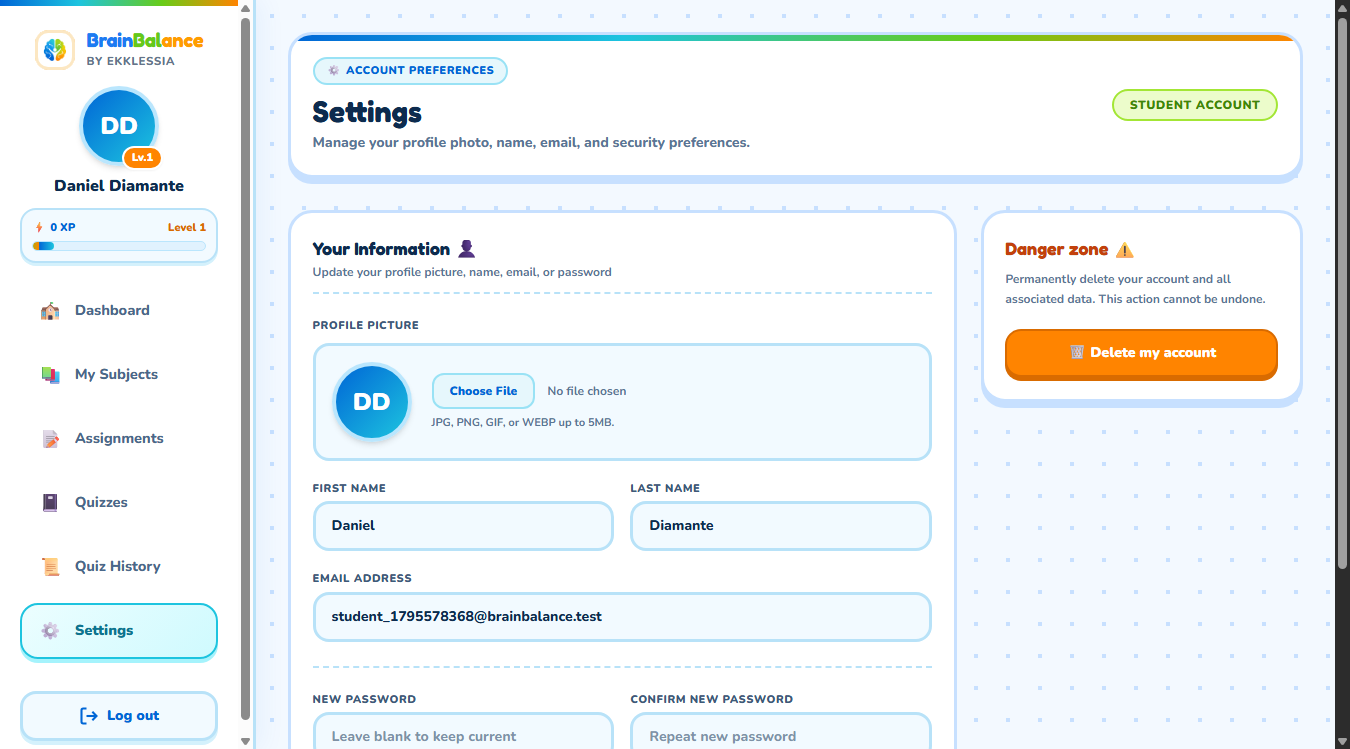 BrainBalance
BY EKKLESSIA
DD
Lv.1
Daniel Diamante
0 XP
Level 1
Dashboard
My Subjects
Assignments
Quizzes
Quiz History
Settings
Log out
ACCOUNT PREFERENCES
Settings
Manage your profile photo, name, email, and security preferences.
STUDENT ACCOUNT
Your Information
Update your profile picture, name, email, or password
PROFILE PICTURE
DD
Choose File
No file chosen
JPG, PNG, GIF, or WEBP up to 5MB.
FIRST NAME
LAST NAME
Daniel
Diamante
EMAIL ADDRESS
student_1795578368@brainbalance.test
NEW PASSWORD
CONFIRM NEW PASSWORD
Leave blank to keep current
Repeat new password
Danger zone
Permanently delete your account and all
associated data. This action cannot be undone.
Delete my account